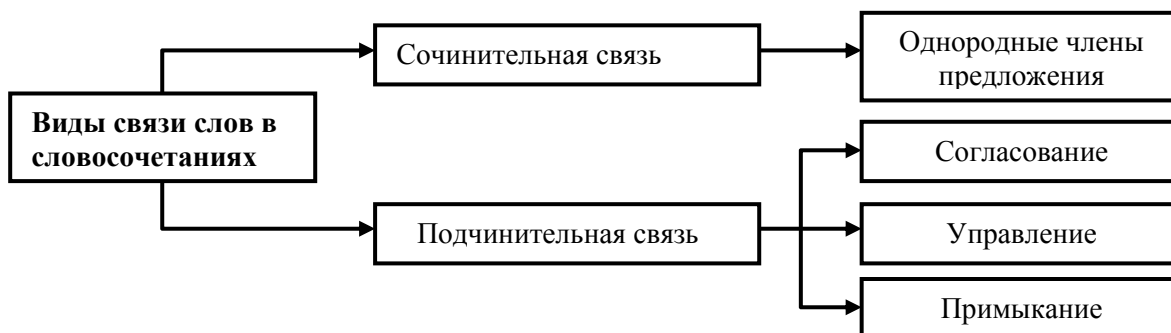 Виды связи слов в
словосочетаниях
Сочинительная связь
Однородные члены
предложения
Подчинительная связь
Согласование
Управление
Примыкание